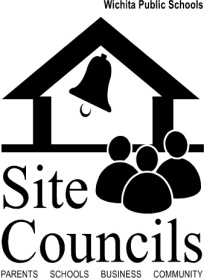 Wichita Public Schools
Site
Councils
PARENTS SCHOOLS BUSINESS COMMUNITY